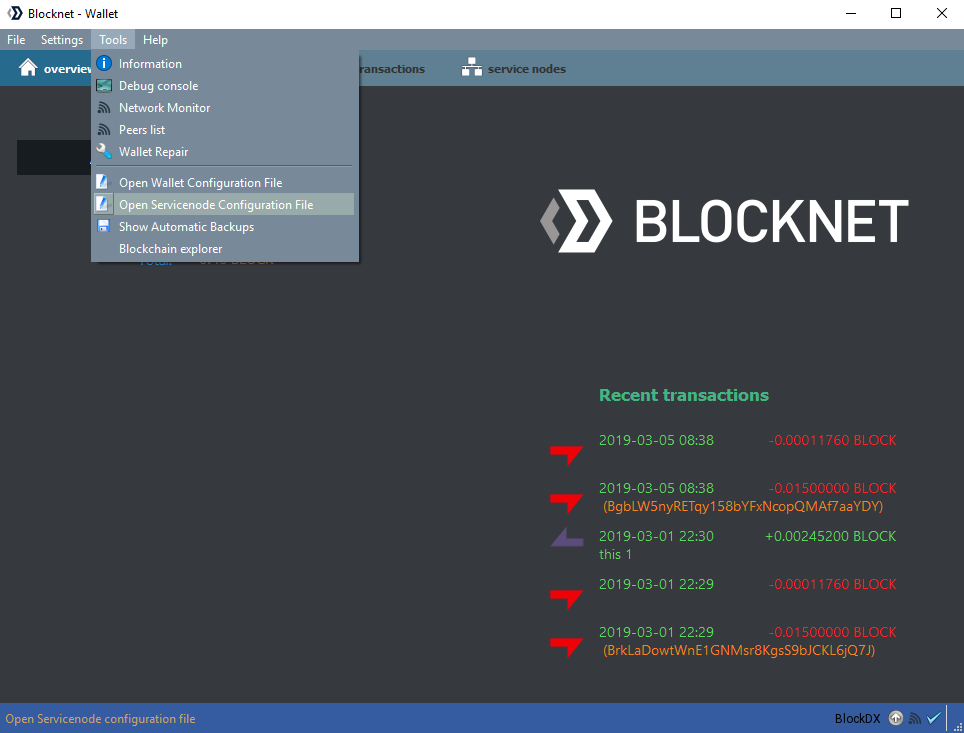 Blocknet - Wallet
File Settings Tools Help
overview
ransactions
service nodes
Information
Debug console
Network Monitor
Peers list
Wallet Repair
Open Wallet Configuration File
Open Servicenode Configuration File
Show Automatic Backups
Blockchain explorer
BLOCKNET
Recent transactions
2019-03-05 08:38 -0.00011760 BLOCK
2019-03-05 08:38 -0.01500000 BLOCK
(BgbLW5nyRETqy158bYFxNcopQMAf7aaYDY)
2019-03-01 22:30 +0.00245200 BLOCK
this 1
2019-03-01 22:29 -0.00011760 BLOCK
2019-03-01 22:29 -0.01500000 BLOCK
(BrkLaDowtWnE1GNMsr8KgsS9bJCKL6jQ7J)
Open Servicenode configuration file
BlockDX